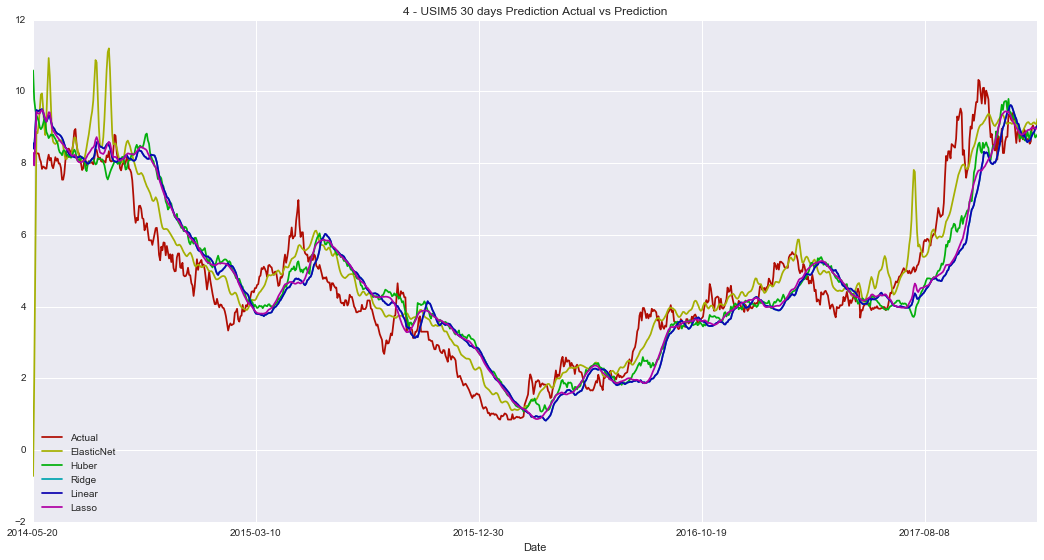 4 - USIM5 30 days Prediction Actual vs Prediction
12
10
8
6
4
2
0
−2
Actual
ElasticNet
Huber
Ridge
Linear
Lasso
2014-05-20
2015-03-10
2015-12-30
2016-10-19
2017-08-08
Date